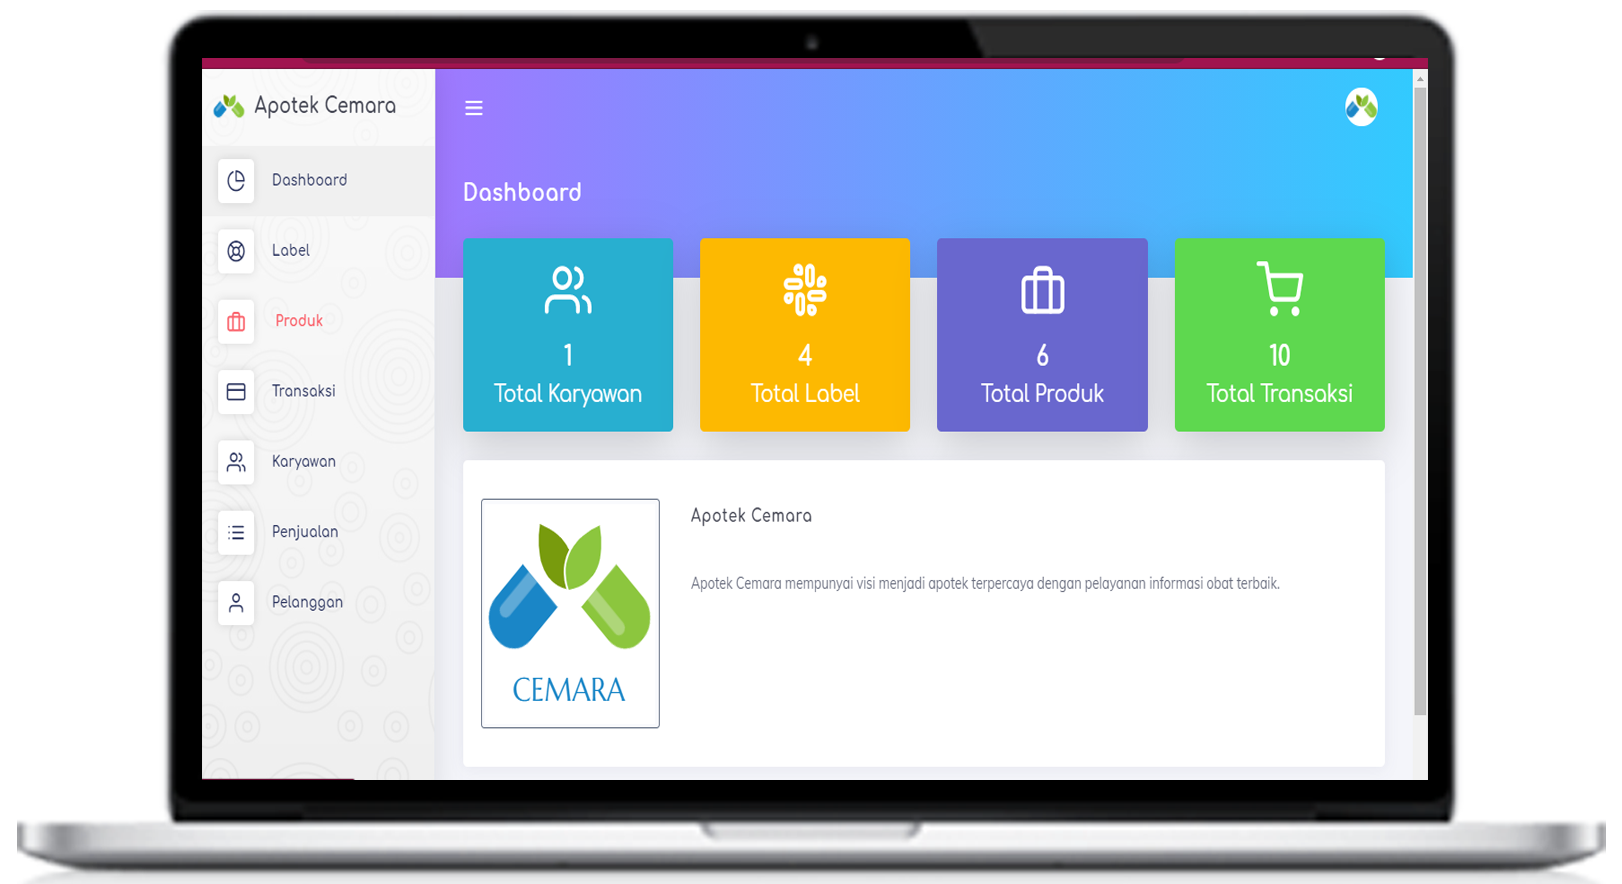 Apotek Cemara
Dashboard
Label
Produk
Transaksi
Karyawan
Penjualan
Pelanggan
Dashboard
1
Total Karyawan
4
Total Label
6
Total Produk
10
Total Transaksi
CEMARA
Apotek Cemara
Apotek Cemara mempunyai visi menjadi apotek terpercaya dengan pelayanan informasi obat terbaik.